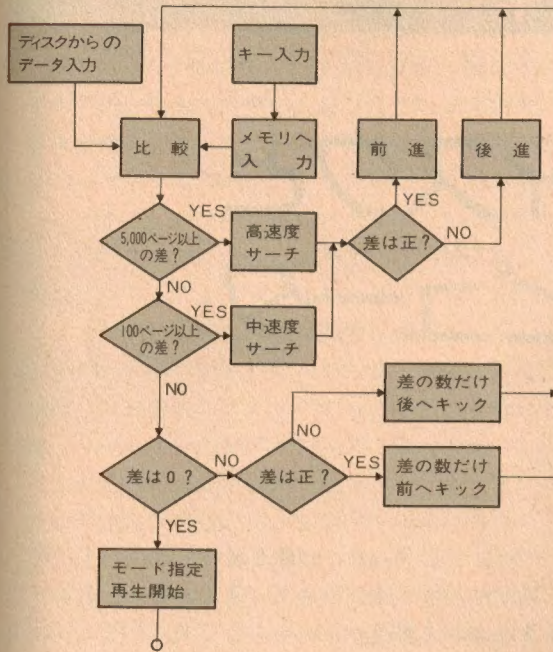 ディスクからの
データ入力
キー入力
比較
メモリへ
入力
前進
後進
YES
NO
5,000ページ以上
の差?
YES
高速度
サーチ
差は正?
NO
100ページ以上
の差?
YES
中速度
サーチ
NO
差の数だけ
後へキック
NO
差は0?
NO
差は正?
YES
差の数だけ
前へキック
YES
モード指定
再生開始